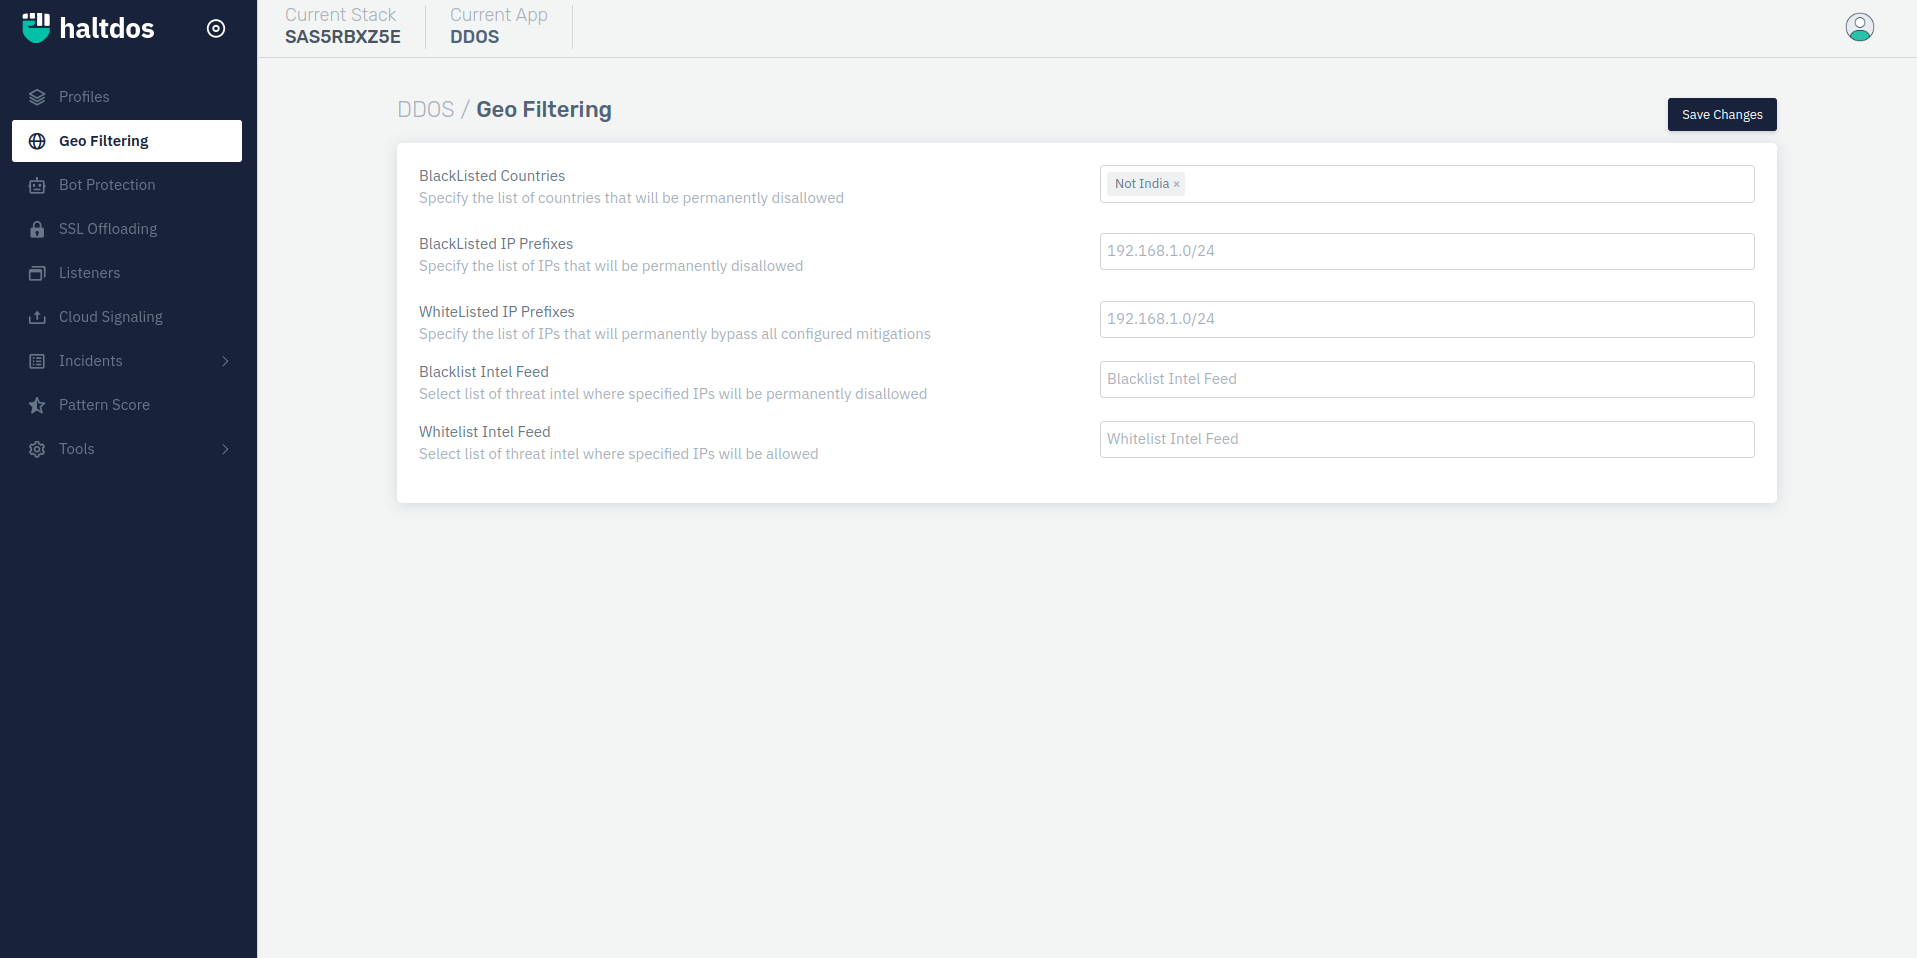 haltdos
Current Stack
SAS5RBXZ5E
Current App
DDOS
Profiles
Geo Filtering
Bot Protection
SSL Offloading
Listeners
Cloud Signaling
Incidents
Pattern Score
Tools
DDOS / Geo Filtering
Save Changes
BlackListed Countries
Specify the list of countries that will be permanently disallowed
Not India ×
BlackListed IP Prefixes
Specify the list of IPs that will be permanently disallowed
192.168.1.0/24
WhiteListed IP Prefixes
Specify the list of IPs that will permanently bypass all configured mitigations
192.168.1.0/24
Blacklist Intel Feed
Select list of threat intel where specified IPs will be permanently disallowed
Blacklist Intel Feed
Whitelist Intel Feed
Select list of threat intel where specified IPs will be allowed
Whitelist Intel Feed